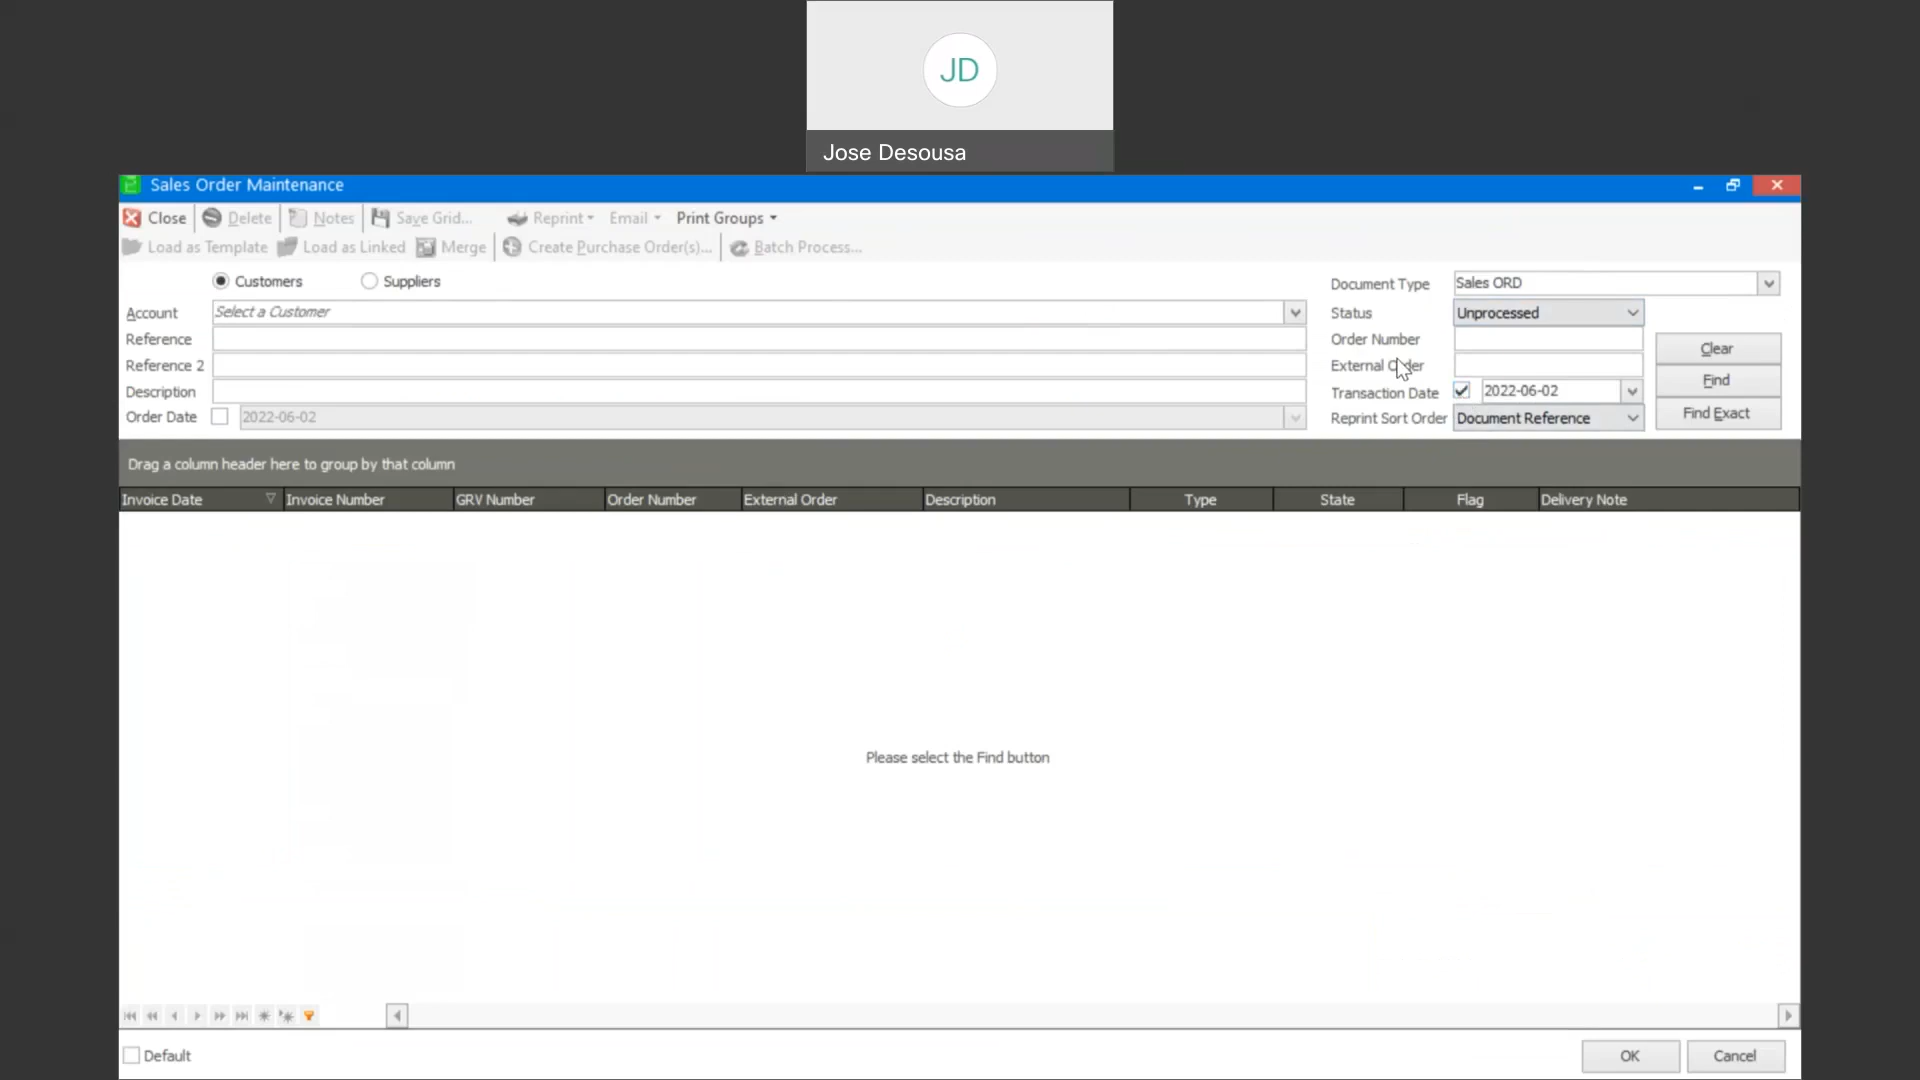 JD
Jose Desousa
Sales Order Maintenance
Close Delete Notes Save Grid... Reprint Email Print Groups
Load as Template Load as Linked Merge Create Purchase Order(s)... Batch Process...
Customers Suppliers
Document Type Sales ORD
Account Select a Customer
Status Unprocessed
Reference
Order Number
Clear
Reference 2
External Order
Find
Description
Transaction Date 2022-06-02
Find Exact
Order Date 2022-06-02
Reprint Sort Order Document Reference
Drag a column header here to group by that column
Invoice Date Invoice Number GRV Number Order Number External Order Description Type State Flag Delivery Note
Please select the Find button
Default
OK Cancel